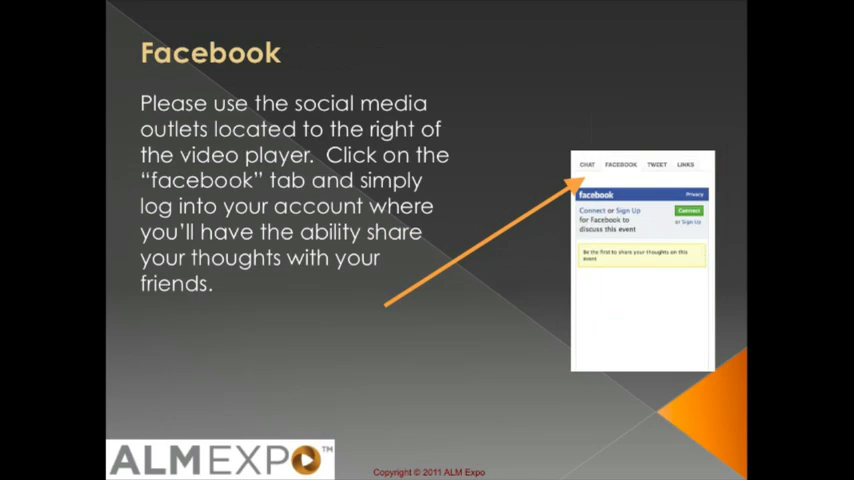 Facebook
Please use the social media
outlets located to the right of
the video player.  Click on the
“facebook” tab and simply
log into your account where
you’ll have the ability share
your thoughts with your
friends.
CHAT FACEBOOK TWEET LINKS
facebook Privacy
Connect or Sign Up
for Facebook to
discuss this event
Connect
or Sign Up
Be the first to share your thoughts on this
event
ALMEXPO™
Copyright © 2011 ALM Expo